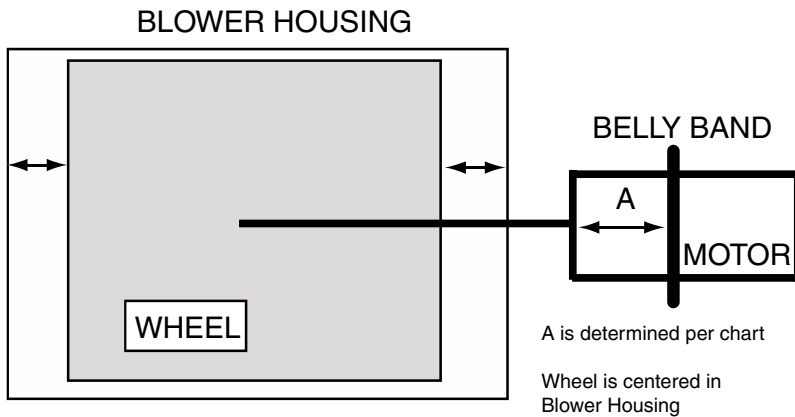 BLOWER HOUSING
BELLY BAND
A
MOTOR
WHEEL
A is determined per chart
Wheel is centered in
Blower Housing